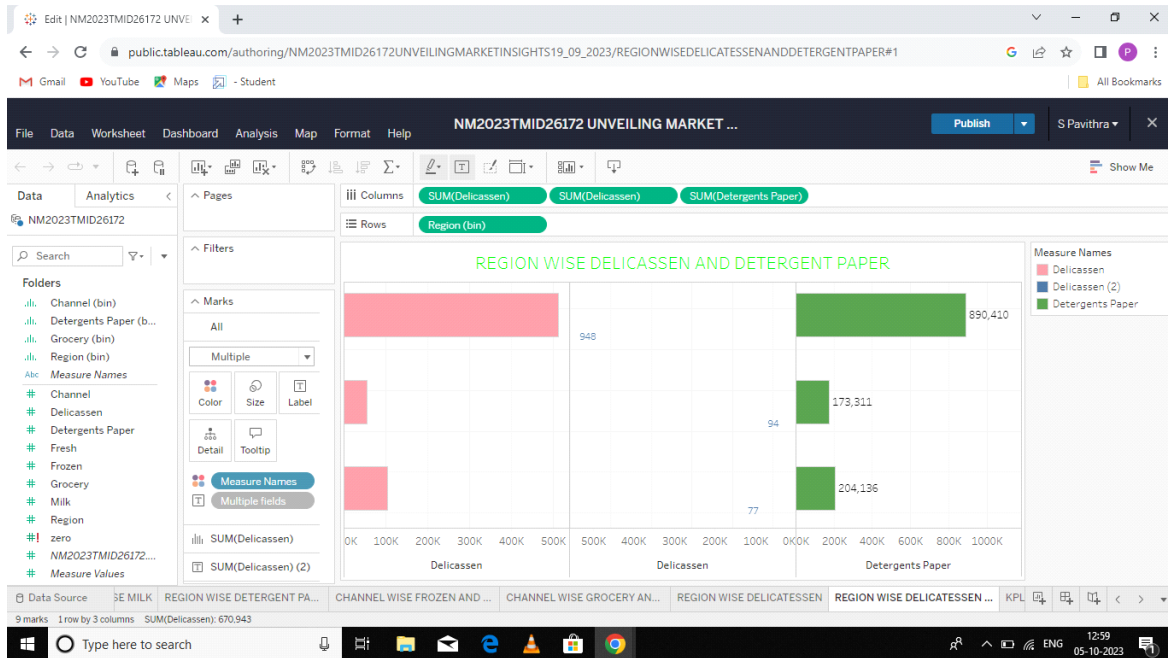 Edit | NM2023TMID26172 UNVE
public.tableau.com/authoring/NM2023TMID26172UNVEILINGMARKETINSIGHTS19_09_2023/REGIONWISEDELICATESSENANDDETERGENTPAPER#1
G
P
Gmail YouTube Maps - Student All Bookmarks
File Data Worksheet Dashboard Analysis Map Format Help NM2023TMID26172 UNVEILING MARKET ... Publish S Pavithra
Show Me
Data Analytics
NM2023TMID26172
Search
Folders
Channel (bin)
Detergents Paper (b...
Grocery (bin)
Region (bin)
Abc Measure Names
# Channel
# Delicassen
# Detergents Paper
# Fresh
# Frozen
# Grocery
# Milk
# Region
#! zero
# NM2023TMID26172....
# Measure Values
Pages
Filters
Marks
All
Multiple
Color Size Label
Detail Tooltip
Measure Names
Multiple fields
SUM(Delicassen)
SUM(Delicassen) (2)
Columns SUM(Delicassen) SUM(Delicassen) SUM(Detergents Paper)
Rows Region (bin)
REGION WISE DELICASSEN AND DETERGENT PAPER
948 890,410
94 173,311
77 204,136
0K 100K 200K 300K 400K 500K 500K 400K 300K 200K 100K 0K0K 200K 400K 600K 800K 1000K
Delicassen Delicassen Detergents Paper
Measure Names
Delicassen
Delicassen (2)
Detergents Paper
Data Source SE MILK REGION WISE DETERGENT PA... CHANNEL WISE FROZEN AND ... CHANNEL WISE GROCERY AN... REGION WISE DELICATESSEN REGION WISE DELICATESSEN ... KPL
9 marks 1 row by 3 columns SUM(Delicassen): 670,943
Type here to search
ENG
12:59
05-10-2023
1